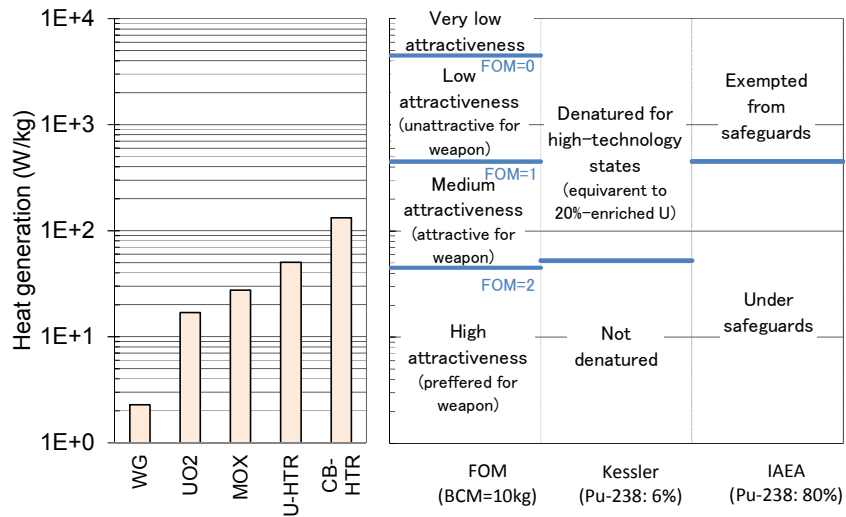 Heat generation (W/kg)
1E+4
1E+3
1E+2
1E+1
1E+0
WG
UO2
MOX
U-HTR
CB-
HTR
Very low
attractiveness
FOM=0
Low
attractiveness
(unattractive for
weapon)
FOM=1
Medium
attractiveness
(attractive for
weapon)
FOM=2
High
attractiveness
(preffered for
weapon)
Denatured for
high-technology
states
(equivarent to
20%-enriched U)
Not
denatured
Exempted
from
safeguards
Under
safeguards
FOM
(BCM=10kg)
Kessler
(Pu-238: 6%)
IAEA
(Pu-238: 80%)